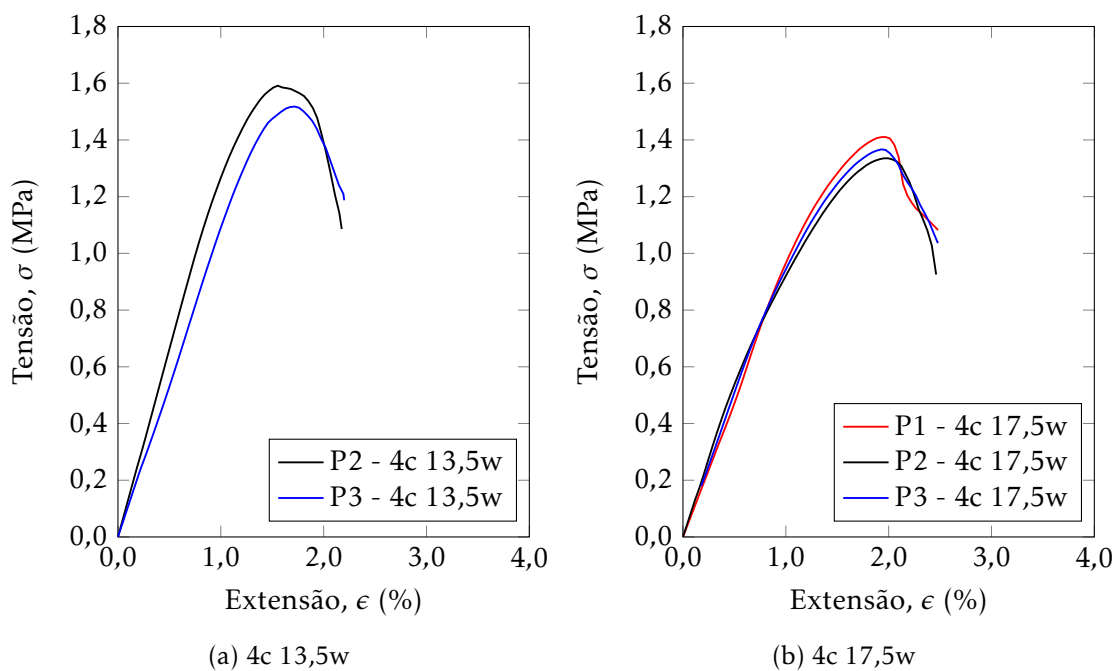 1,8
1,6
1,4
1,2
1,0
0,8
0,6
0,4
0,2
0,0
Tensão, σ (MPa)
P2 - 4c 13,5w
P3 - 4c 13,5w
0,0 1,0 2,0 3,0 4,0
Extensão, ϵ (%)
(a) 4c 13,5w
1,8
1,6
1,4
1,2
1,0
0,8
0,6
0,4
0,2
0,0
Tensão, σ (MPa)
P1 - 4c 17,5w
P2 - 4c 17,5w
P3 - 4c 17,5w
0,0 1,0 2,0 3,0 4,0
Extensão, ϵ (%)
(b) 4c 17,5w